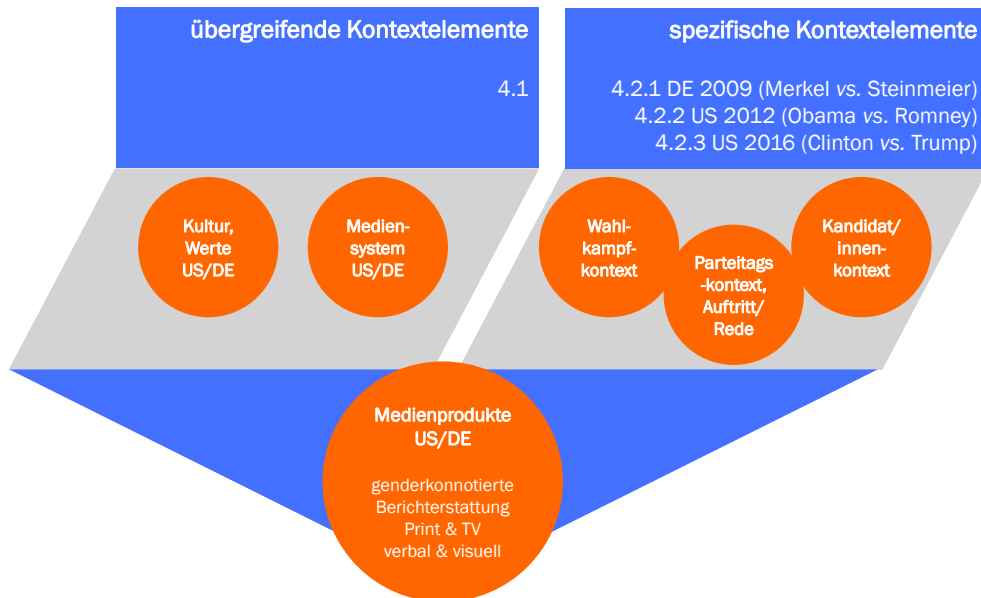 übergreifende Kontextelemente
4.1
spezifische Kontextelemente
4.2.1 DE 2009 (Merkel vs. Steinmeier)
4.2.2 US 2012 (Obama vs. Romney)
4.2.3 US 2016 (Clinton vs. Trump)
Kultur,
Werte
US/DE
Medien-
system
US/DE
Wahl-
kampf-
kontext
Parteitags
-kontext,
Auftritt/
Rede
Kandidat/
innen-
kontext
Medienprodukte
US/DE
genderkonnotierte
Berichterstattung
Print & TV
verbal & visuell